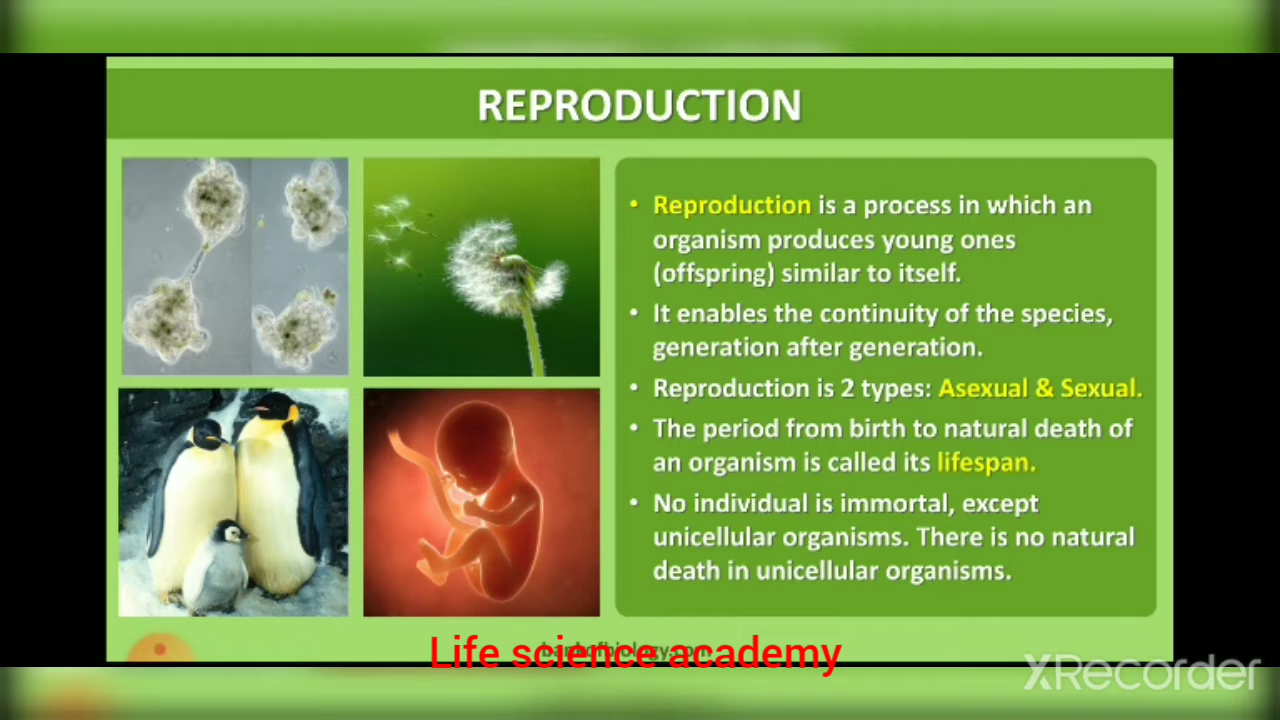 REPRODUCTION
• Reproduction is a process in which an
organism produces young ones
(offspring) similar to itself.
• It enables the continuity of the species,
generation after generation.
• Reproduction is 2 types: Asexual & Sexual.
• The period from birth to natural death of
an organism is called its lifespan.
• No individual is immortal, except
unicellular organisms. There is no natural
death in unicellular organisms.
Life science academy
XRecorder